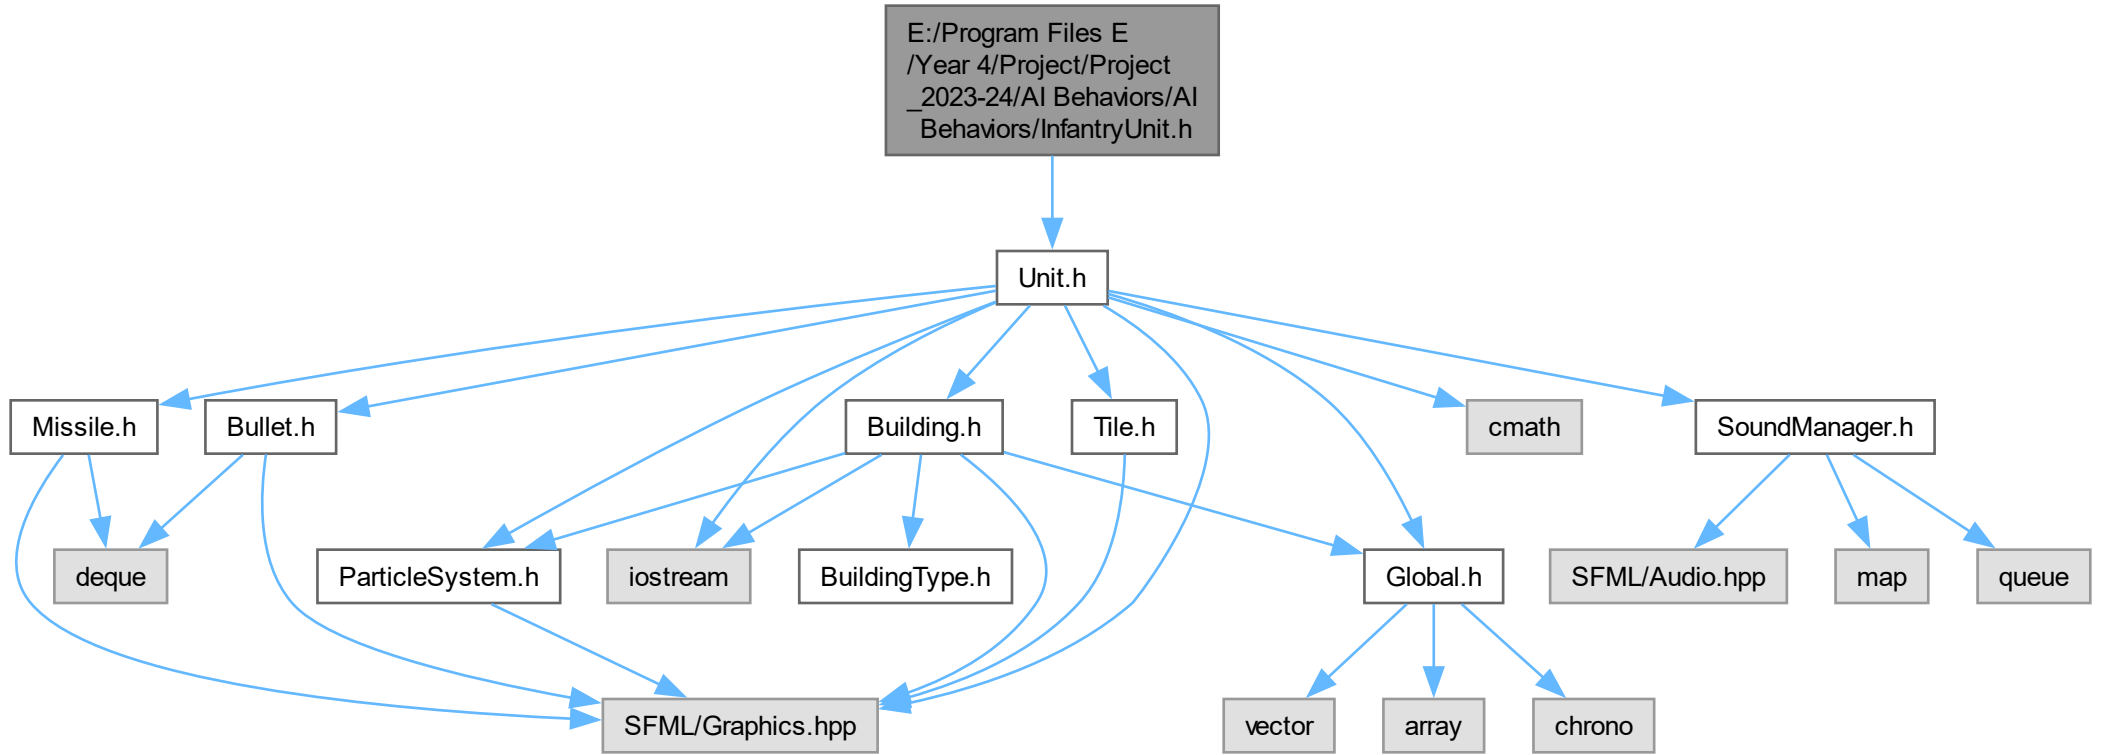 E:/Program Files E
/Year 4/Project/Project
_2023-24/AI Behaviors/AI
Behaviors/InfantryUnit.h
Unit.h
Missile.h
Bullet.h
Building.h
Tile.h
cmath
SoundManager.h
deque
ParticleSystem.h
iostream
BuildingType.h
Global.h
SFML/Audio.hpp
map
queue
SFML/Graphics.hpp
vector
array
chrono